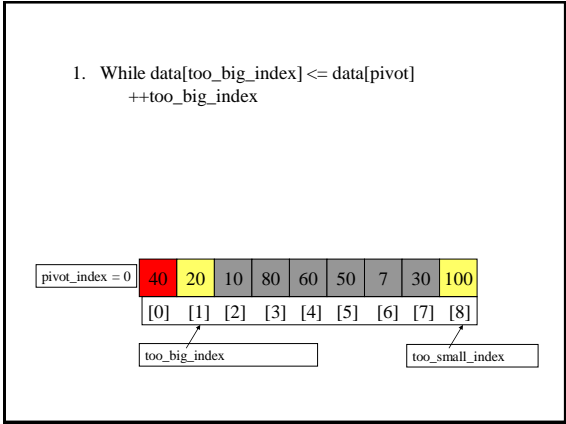 1. While data[too_big_index] <= data[pivot]
++too_big_index
pivot_index = 0 40 20 10 80 60 50 7 30 100
[0] [1] [2] [3] [4] [5] [6] [7] [8]
too_big_index too_small_index